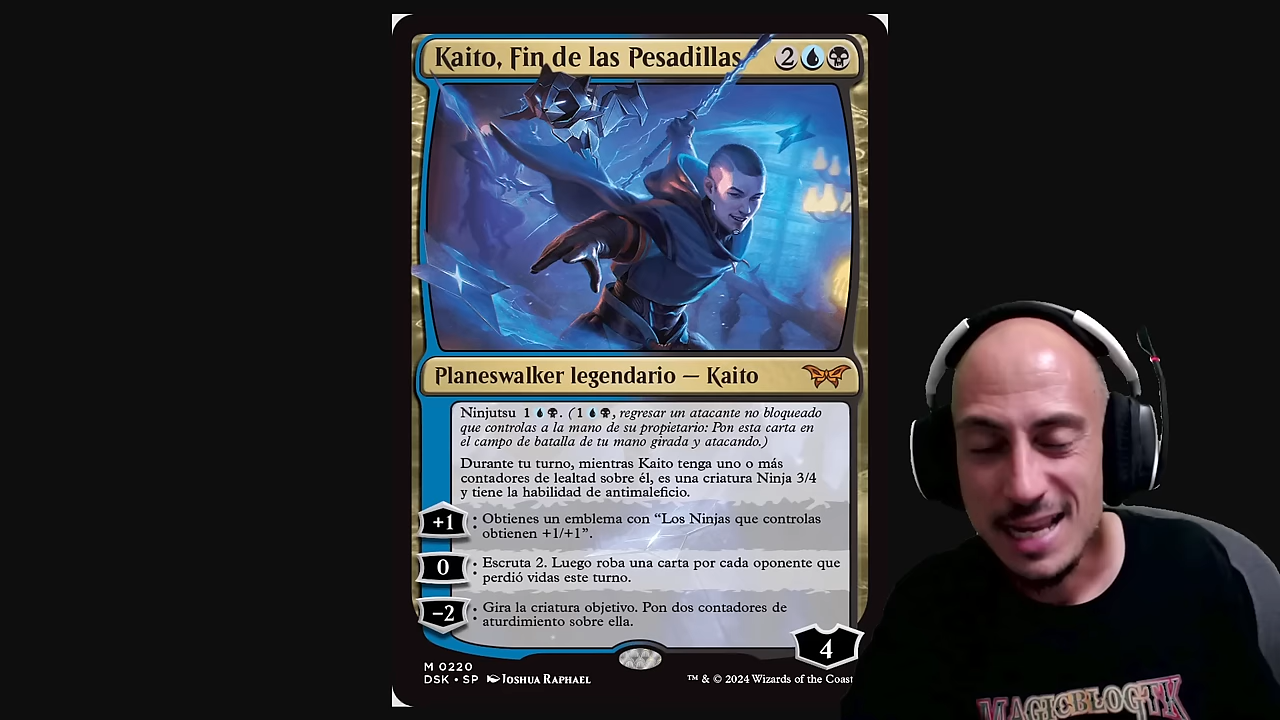 Kaito, Fin de las Pesadillas 2
Planeswalker legendario — Kaito
Ninjutsu 1 . (1 , regresar un atacante no bloqueado
que controlas a la mano de su propietario: Pon esta carta en
el campo de batalla de tu mano girada y atacando.)
Durante tu turno, mientras Kaito tenga uno o más
contadores de lealtad sobre él, es una criatura Ninja 3/4
y tiene la habilidad de antimaleficio.
+1 : Obtienes un emblema con “Los Ninjas que controlas
obtienen +1/+1”.
0 : Escruta 2. Luego roba una carta por cada oponente que
perdió vidas este turno.
−2 : Gira la criatura objetivo. Pon dos contadores de
aturdimiento sobre ella.
4
M 0220
DSK • SP Joshua Raphael
™ & © 2024 Wizards of the Coast
MAGICBLOGTK